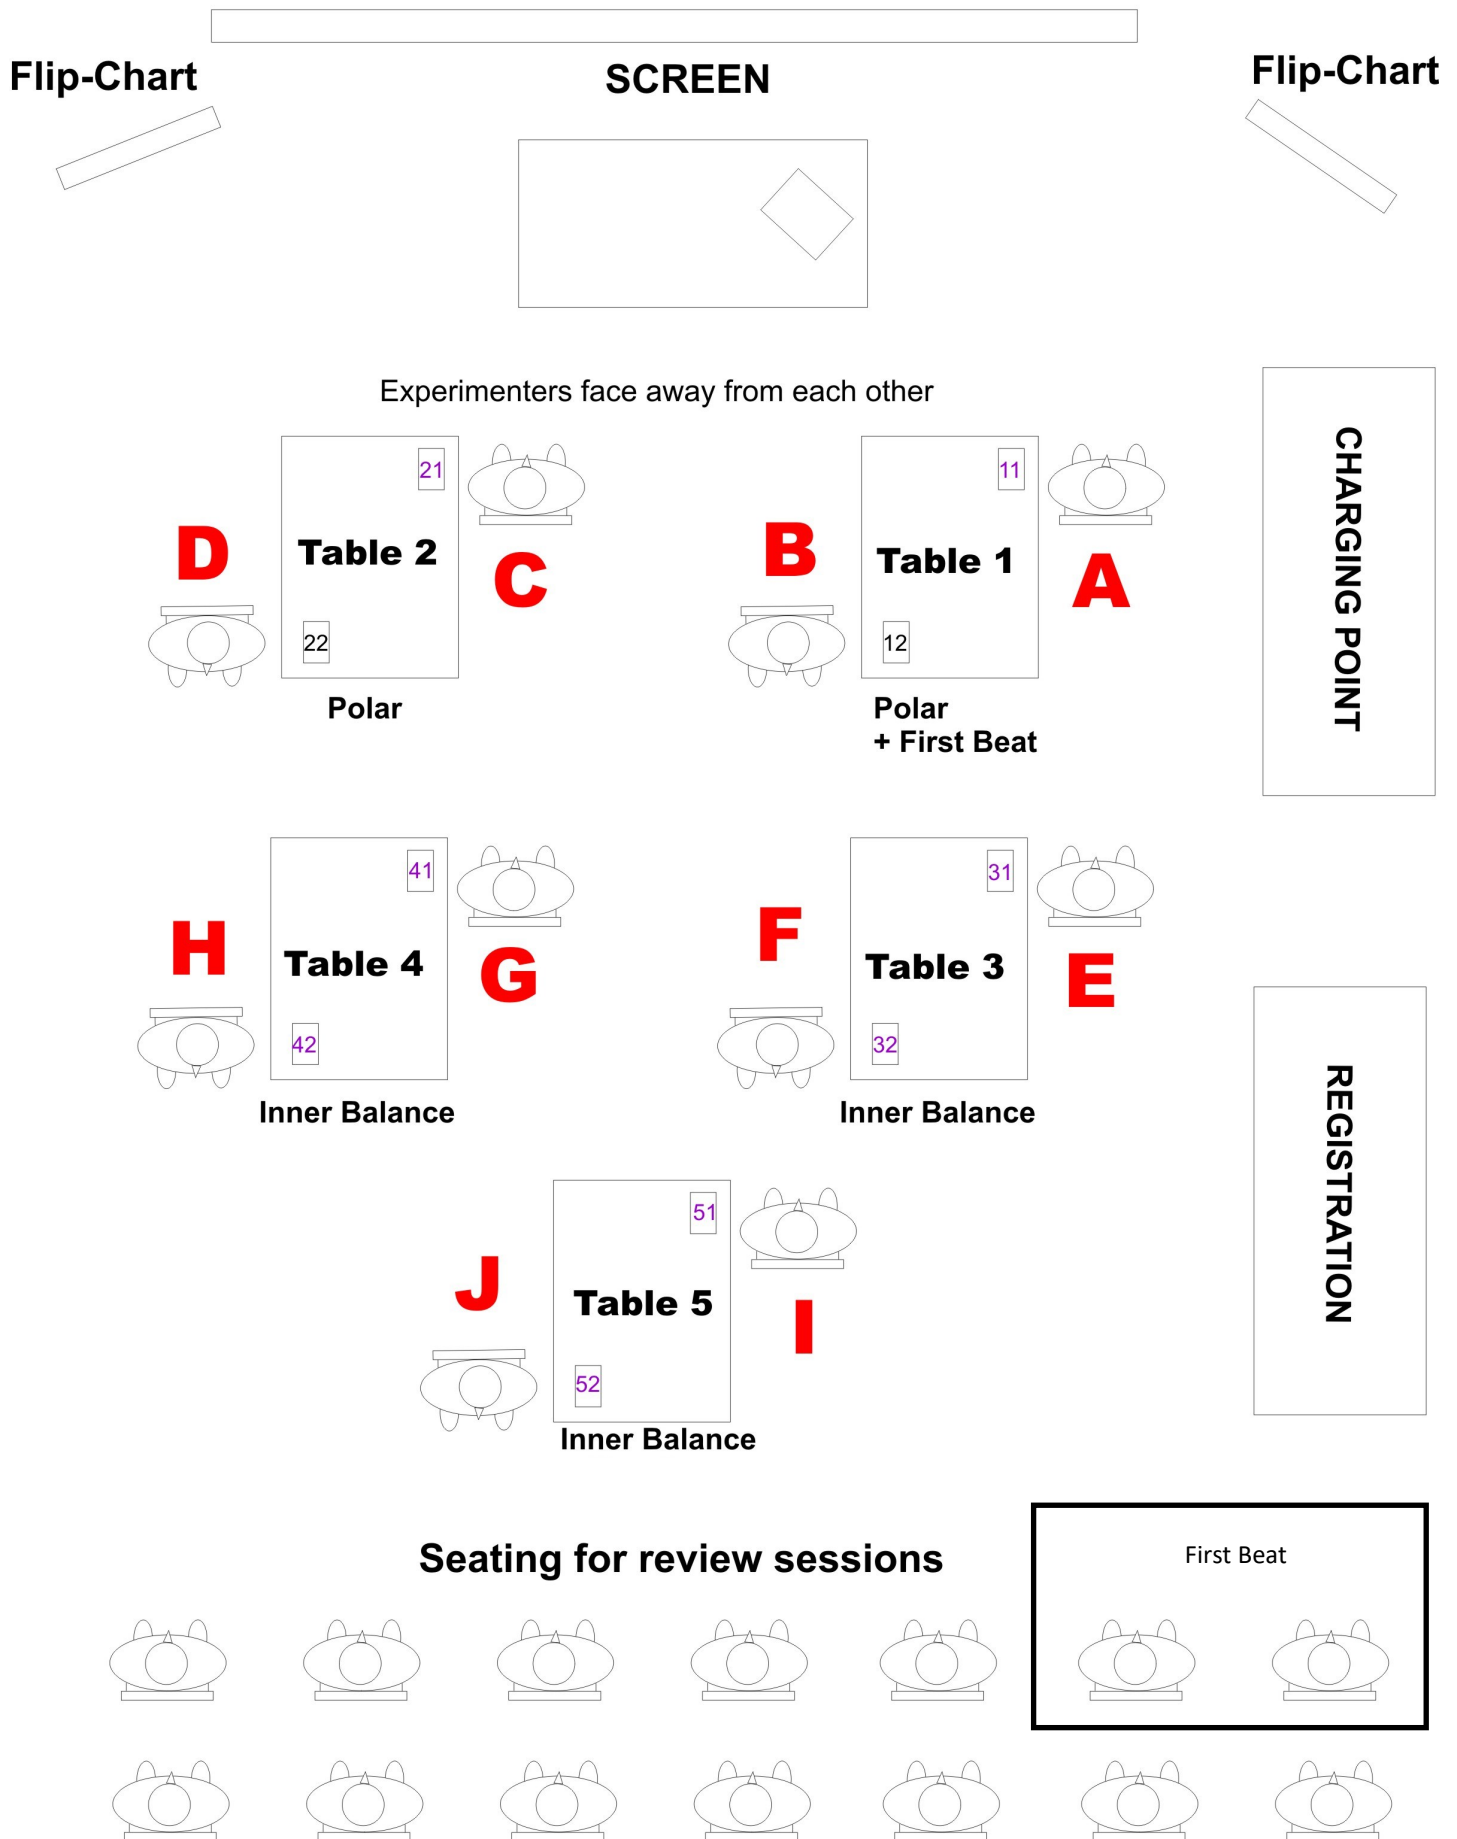 Flip-Chart
SCREEN
Flip-Chart
Experimenters face away from each other
21
D
Table 2
C
22
Polar
11
B
Table 1
A
12
Polar
+ First Beat
CHARGING POINT
41
H
Table 4
G
42
Inner Balance
31
F
Table 3
E
32
Inner Balance
REGISTRATION
51
J
Table 5
I
52
Inner Balance
Seating for review sessions
First Beat